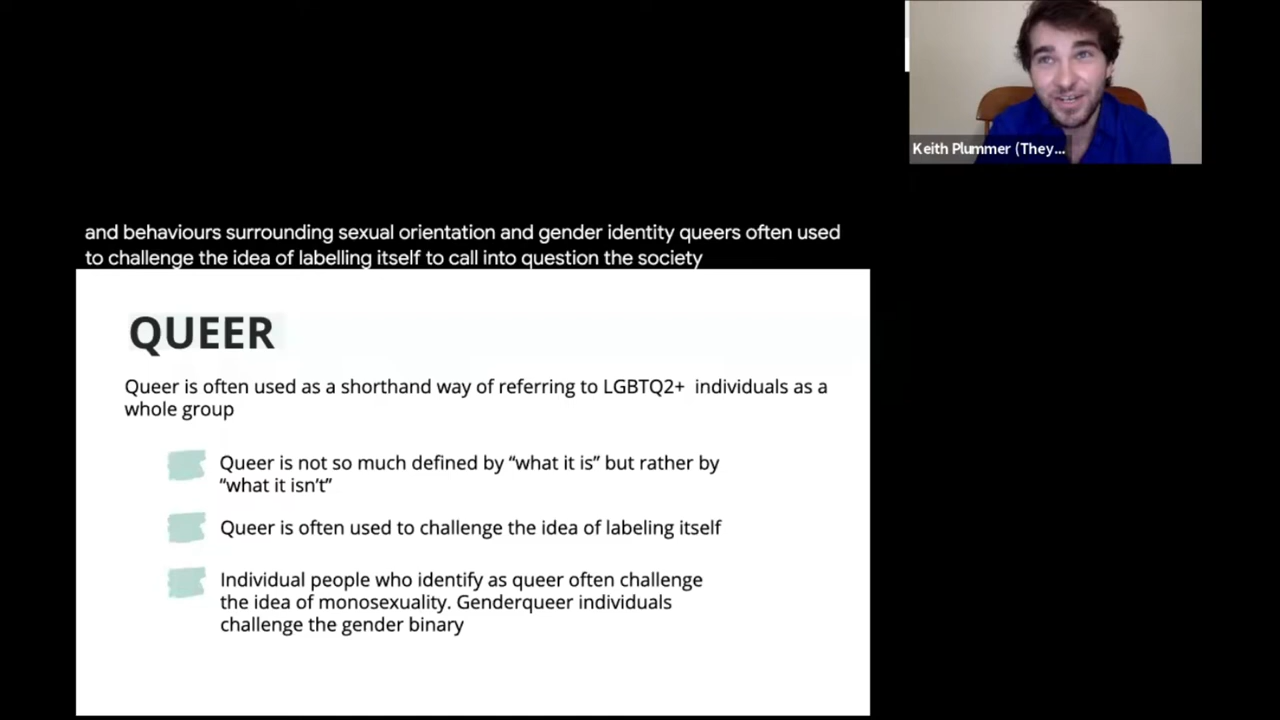 Keith Plummer (They...
and behaviours surrounding sexual orientation and gender identity queers often used
to challenge the idea of labelling itself to call into question the society
QUEER
Queer is often used as a shorthand way of referring to LGBTQ2+ individuals as a
whole group
Queer is not so much defined by “what it is” but rather by
“what it isn’t”
Queer is often used to challenge the idea of labeling itself
Individual people who identify as queer often challenge
the idea of monosexuality. Genderqueer individuals
challenge the gender binary